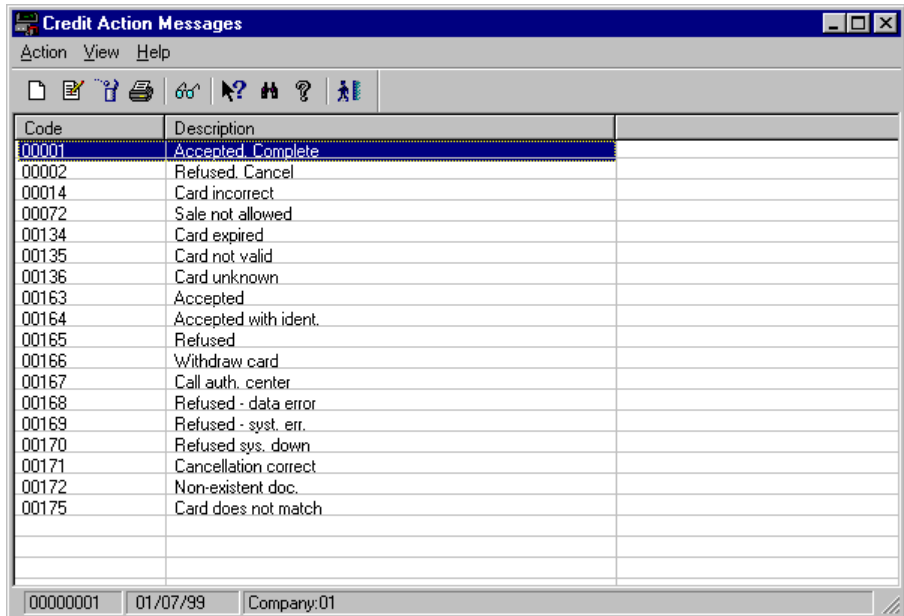 Credit Action Messages
Action View Help
Code Description
00001 Accepted. Complete
00002 Refused. Cancel
00014 Card incorrect
00072 Sale not allowed
00134 Card expired
00135 Card not valid
00136 Card unknown
00163 Accepted
00164 Accepted with ident.
00165 Refused
00166 Withdraw card
00167 Call auth. center
00168 Refused - data error
00169 Refused - syst. err.
00170 Refused sys. down
00171 Cancellation correct
00172 Non-existent doc.
00175 Card does not match
00000001 01/07/99 Company:01